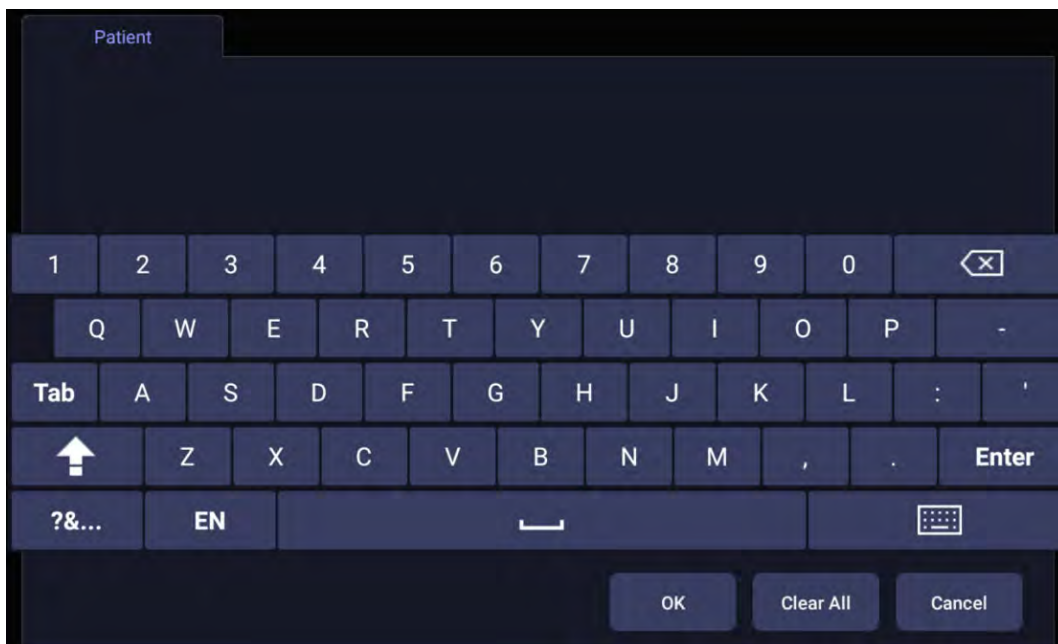 Patient
1 2 3 4 5 6 7 8 9 0
Q W E R T Y U I O P -
Tab A S D F G H J K L : '
Z X C V B N M , . Enter
?&... EN
OK Clear All Cancel